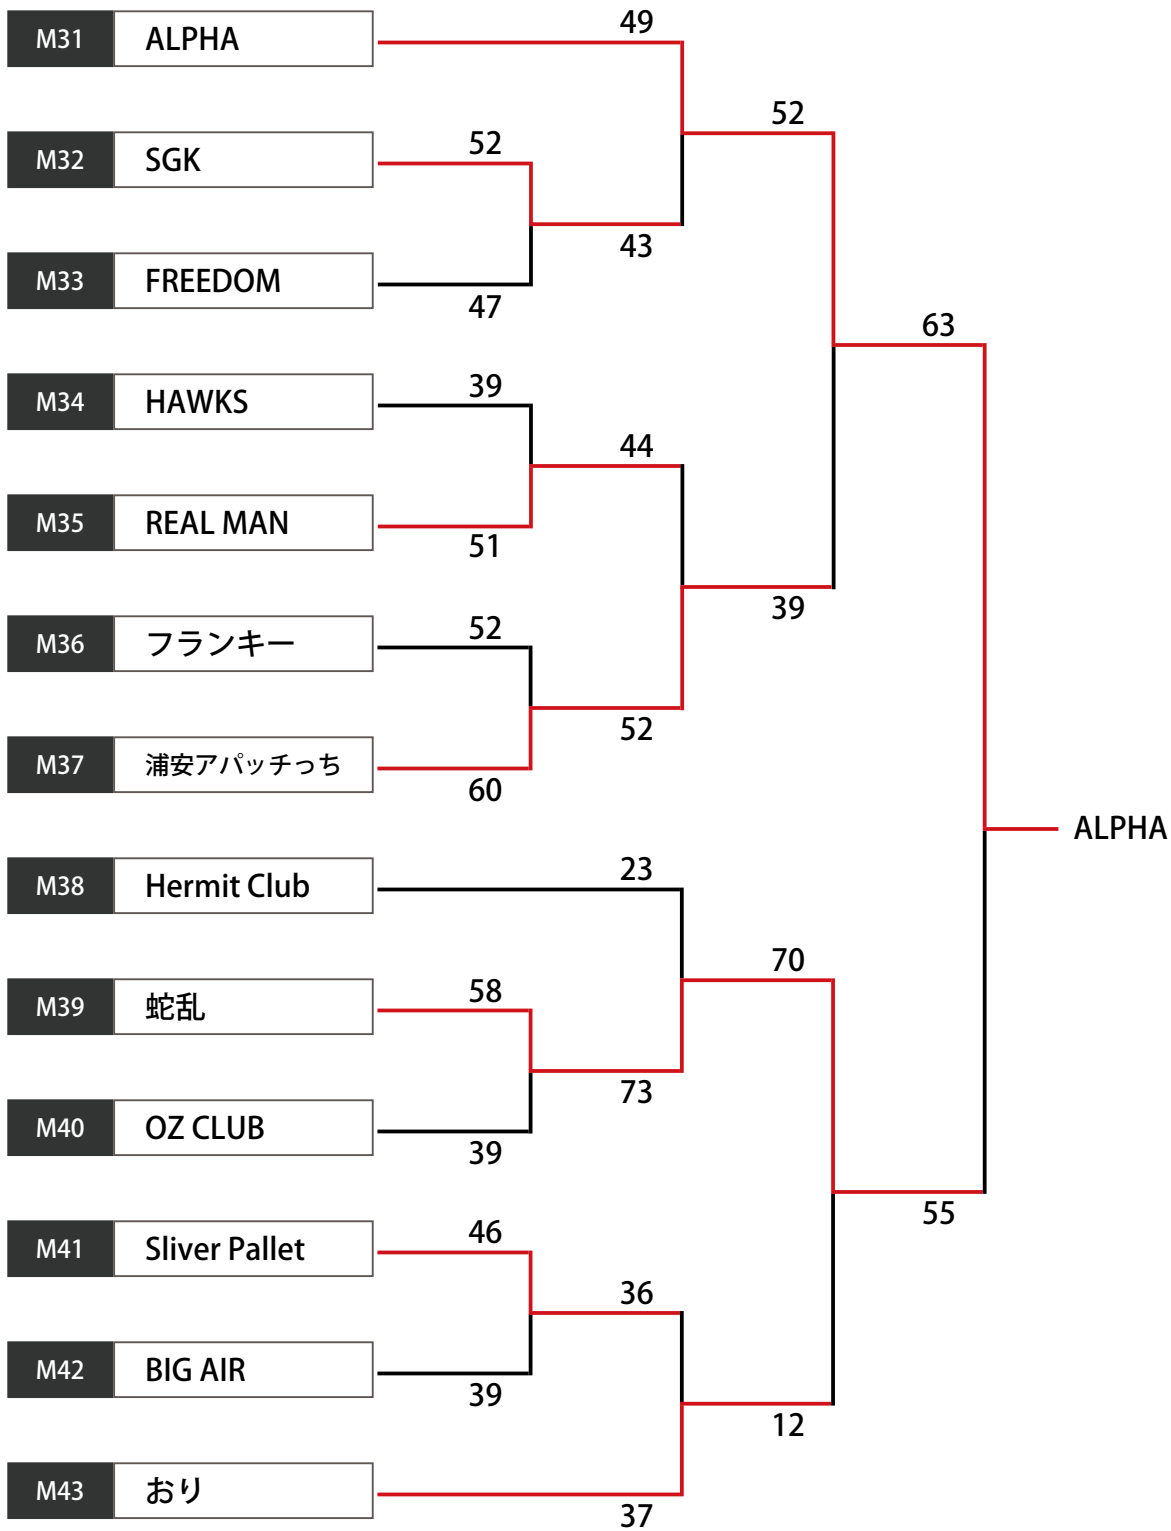 49
M31 ALPHA
52
52
M32 SGK
43
M33 FREEDOM
47
63
39
M34 HAWKS
44
M35 REAL MAN
51
39
52
M36 フランキー
52
M37 浦安アパッチっち
60
ALPHA
23
M38 Hermit Club
70
58
M39 蛇乱
73
M40 OZ CLUB
39
55
46
M41 Sliver Pallet
36
M42 BIG AIR
39
12
M43 おり
37